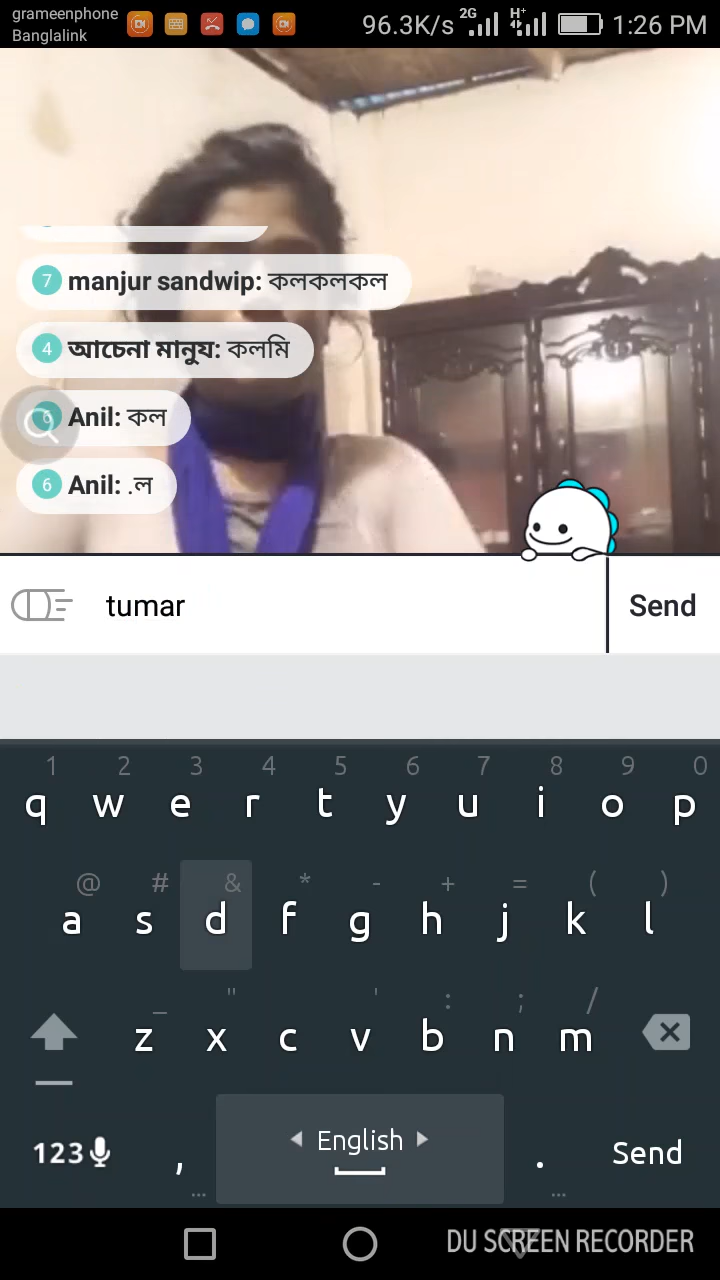 grameenphone
Banglalink
96.3K/s 2G H+ 1:26 PM
7 manjur sandwip: কলকলকল
4 আচেনা মানুয: কলমি
6 Anil: কল
6 Anil: .ল
tumar
Send
1 2 3 4 5 6 7 8 9 0
q w e r t y u i o p
@ # & * - + = ( )
a s d f g h j k l
_ " ' : ; /
z x c v b n m
123 , English . Send
DU SCREEN RECORDER